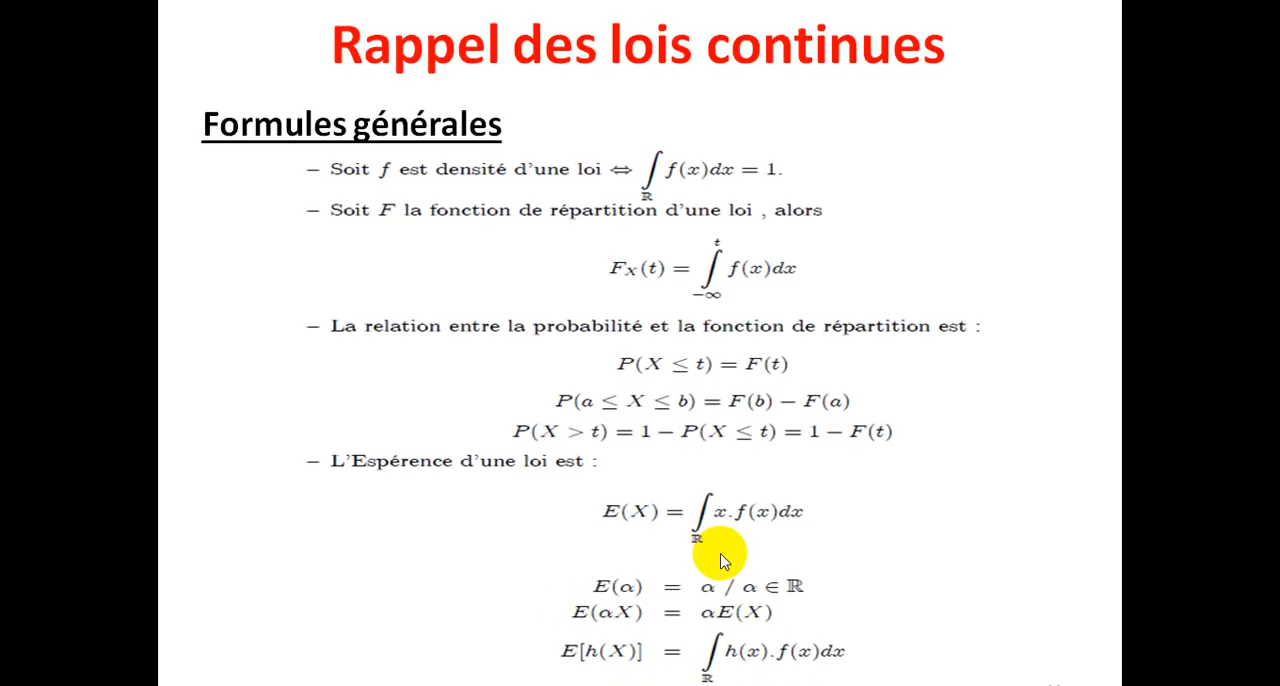 Rappel des lois continues
Formules générales
– Soit f est densité d'une loi ⇔ ∫_ℝ f(x)dx = 1.
– Soit F la fonction de répartition d'une loi , alors
F_X(t) = ∫_{−∞}^{t} f(x)dx
– La relation entre la probabilité et la fonction de répartition est :
P(X ≤ t) = F(t)
P(a ≤ X ≤ b) = F(b) − F(a)
P(X > t) = 1 − P(X ≤ t) = 1 − F(t)
– L'Espérence d'une loi est :
E(X) = ∫_ℝ x.f(x)dx
E(α) = α / α ∈ ℝ
E(αX) = αE(X)
E[h(X)] = ∫_ℝ h(x).f(x)dx